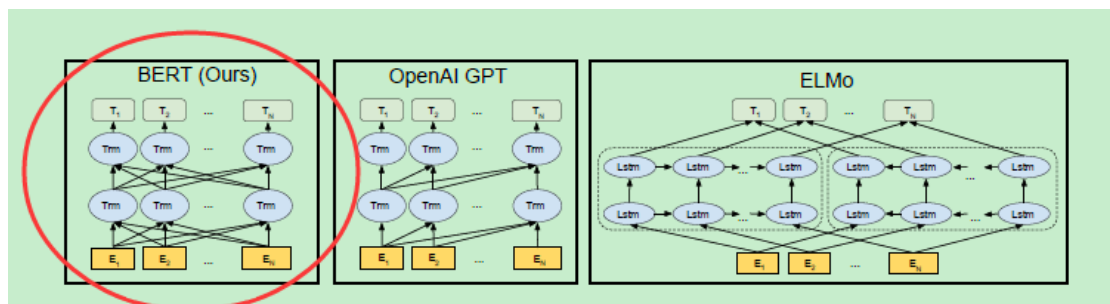 BERT (Ours)
T1 T2 ... TN
Trm Trm ... Trm
Trm Trm ... Trm
E1 E2 ... EN
OpenAI GPT
T1 T2 ... TN
Trm Trm ... Trm
Trm Trm ... Trm
E1 E2 ... EN
ELMo
T1 T2 ... TN
Lstm Lstm ... Lstm Lstm Lstm ... Lstm
Lstm Lstm ... Lstm Lstm Lstm ... Lstm
E1 E2 ... EN